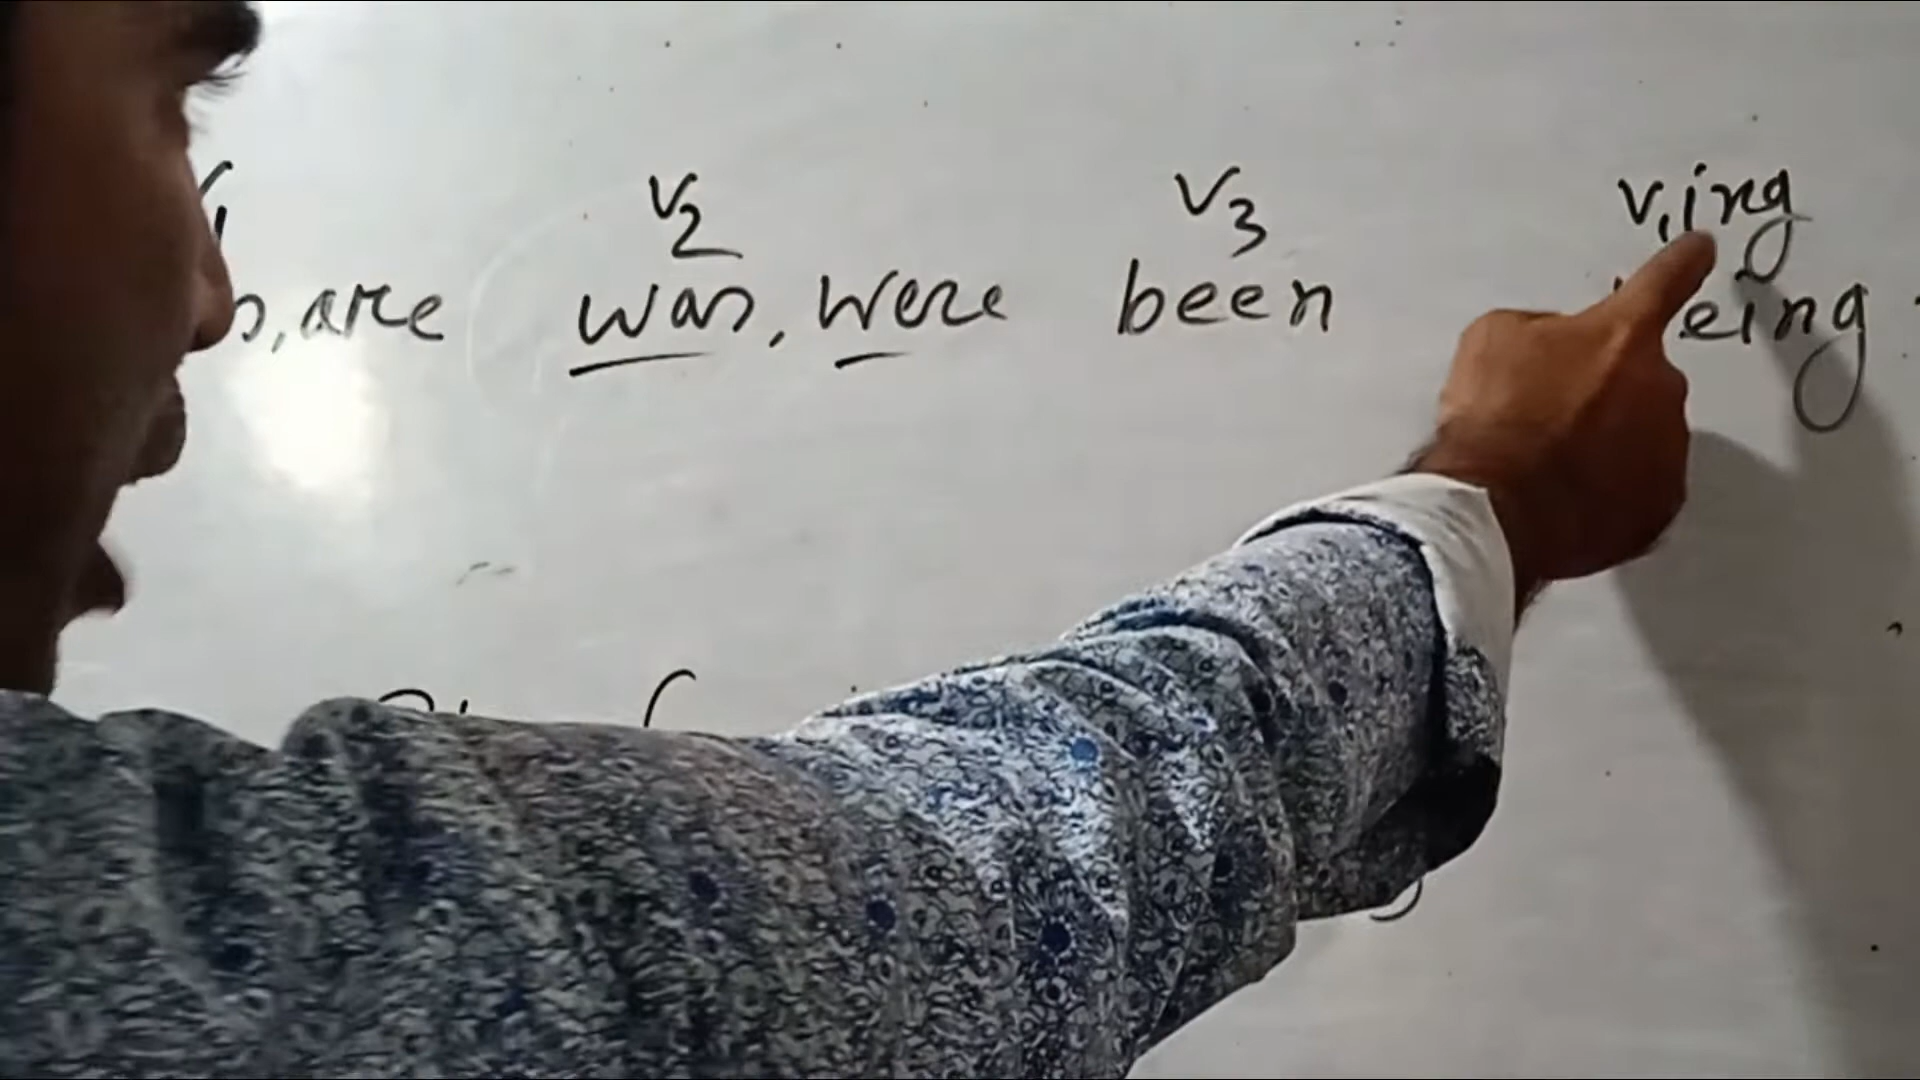 V2 V3 V1ing
, are was, were been eing